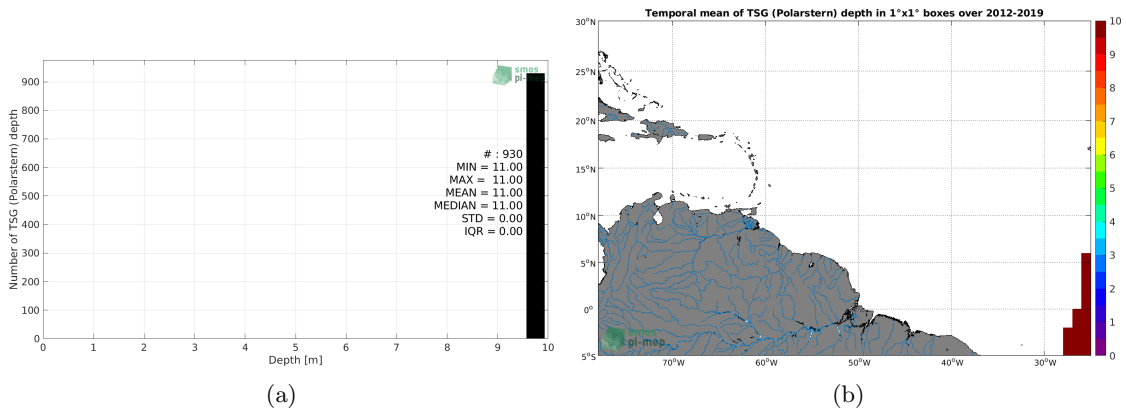 900
800
700
600
500
400
300
200
100
0
Number of TSG (Polarstern) depth
smos
pi-mep
# : 930
MIN = 11.00
MAX = 11.00
MEAN = 11.00
MEDIAN = 11.00
STD = 0.00
IQR = 0.00
0 1 2 3 4 5 6 7 8 9 10
Depth [m]
(a)
Temporal mean of TSG (Polarstern) depth in 1°x1° boxes over 2012-2019
30°N
25°N
20°N
15°N
10°N
5°N
0°
5°S
smos
pi-mep
70°W 60°W 50°W 40°W 30°W
10
9
8
7
6
5
4
3
2
1
0
(b)